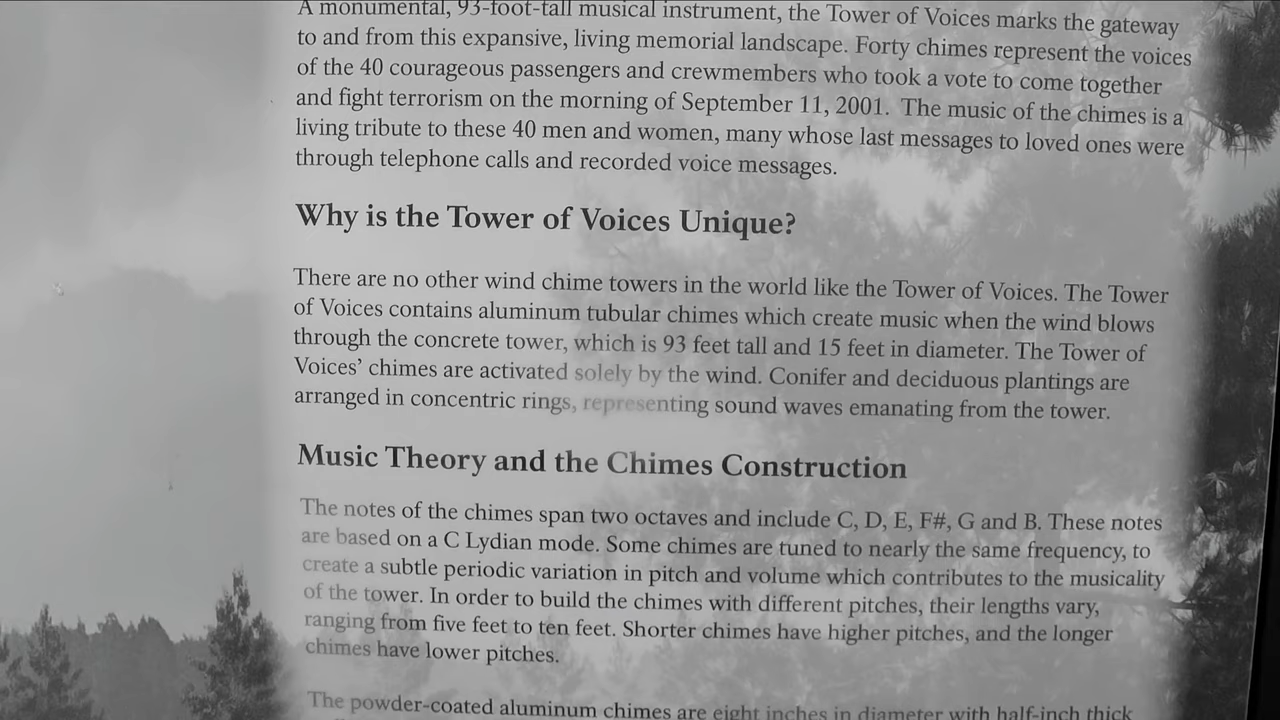 A monumental, 93-foot-tall musical instrument, the Tower of Voices marks the gateway
to and from this expansive, living memorial landscape. Forty chimes represent the voices
of the 40 courageous passengers and crewmembers who took a vote to come together
and fight terrorism on the morning of September 11, 2001. The music of the chimes is a
living tribute to these 40 men and women, many whose last messages to loved ones were
through telephone calls and recorded voice messages.
Why is the Tower of Voices Unique?
There are no other wind chime towers in the world like the Tower of Voices. The Tower
of Voices contains aluminum tubular chimes which create music when the wind blows
through the concrete tower, which is 93 feet tall and 15 feet in diameter. The Tower of
Voices’ chimes are activated solely by the wind. Conifer and deciduous plantings are
arranged in concentric rings, representing sound waves emanating from the tower.
Music Theory and the Chimes Construction
The notes of the chimes span two octaves and include C, D, E, F#, G and B. These notes
are based on a C Lydian mode. Some chimes are tuned to nearly the same frequency, to
create a subtle periodic variation in pitch and volume which contributes to the musicality
of the tower. In order to build the chimes with different pitches, their lengths vary,
ranging from five feet to ten feet. Shorter chimes have higher pitches, and the longer
chimes have lower pitches.
The powder-coated aluminum chimes are eight inches in diameter with half-inch thick